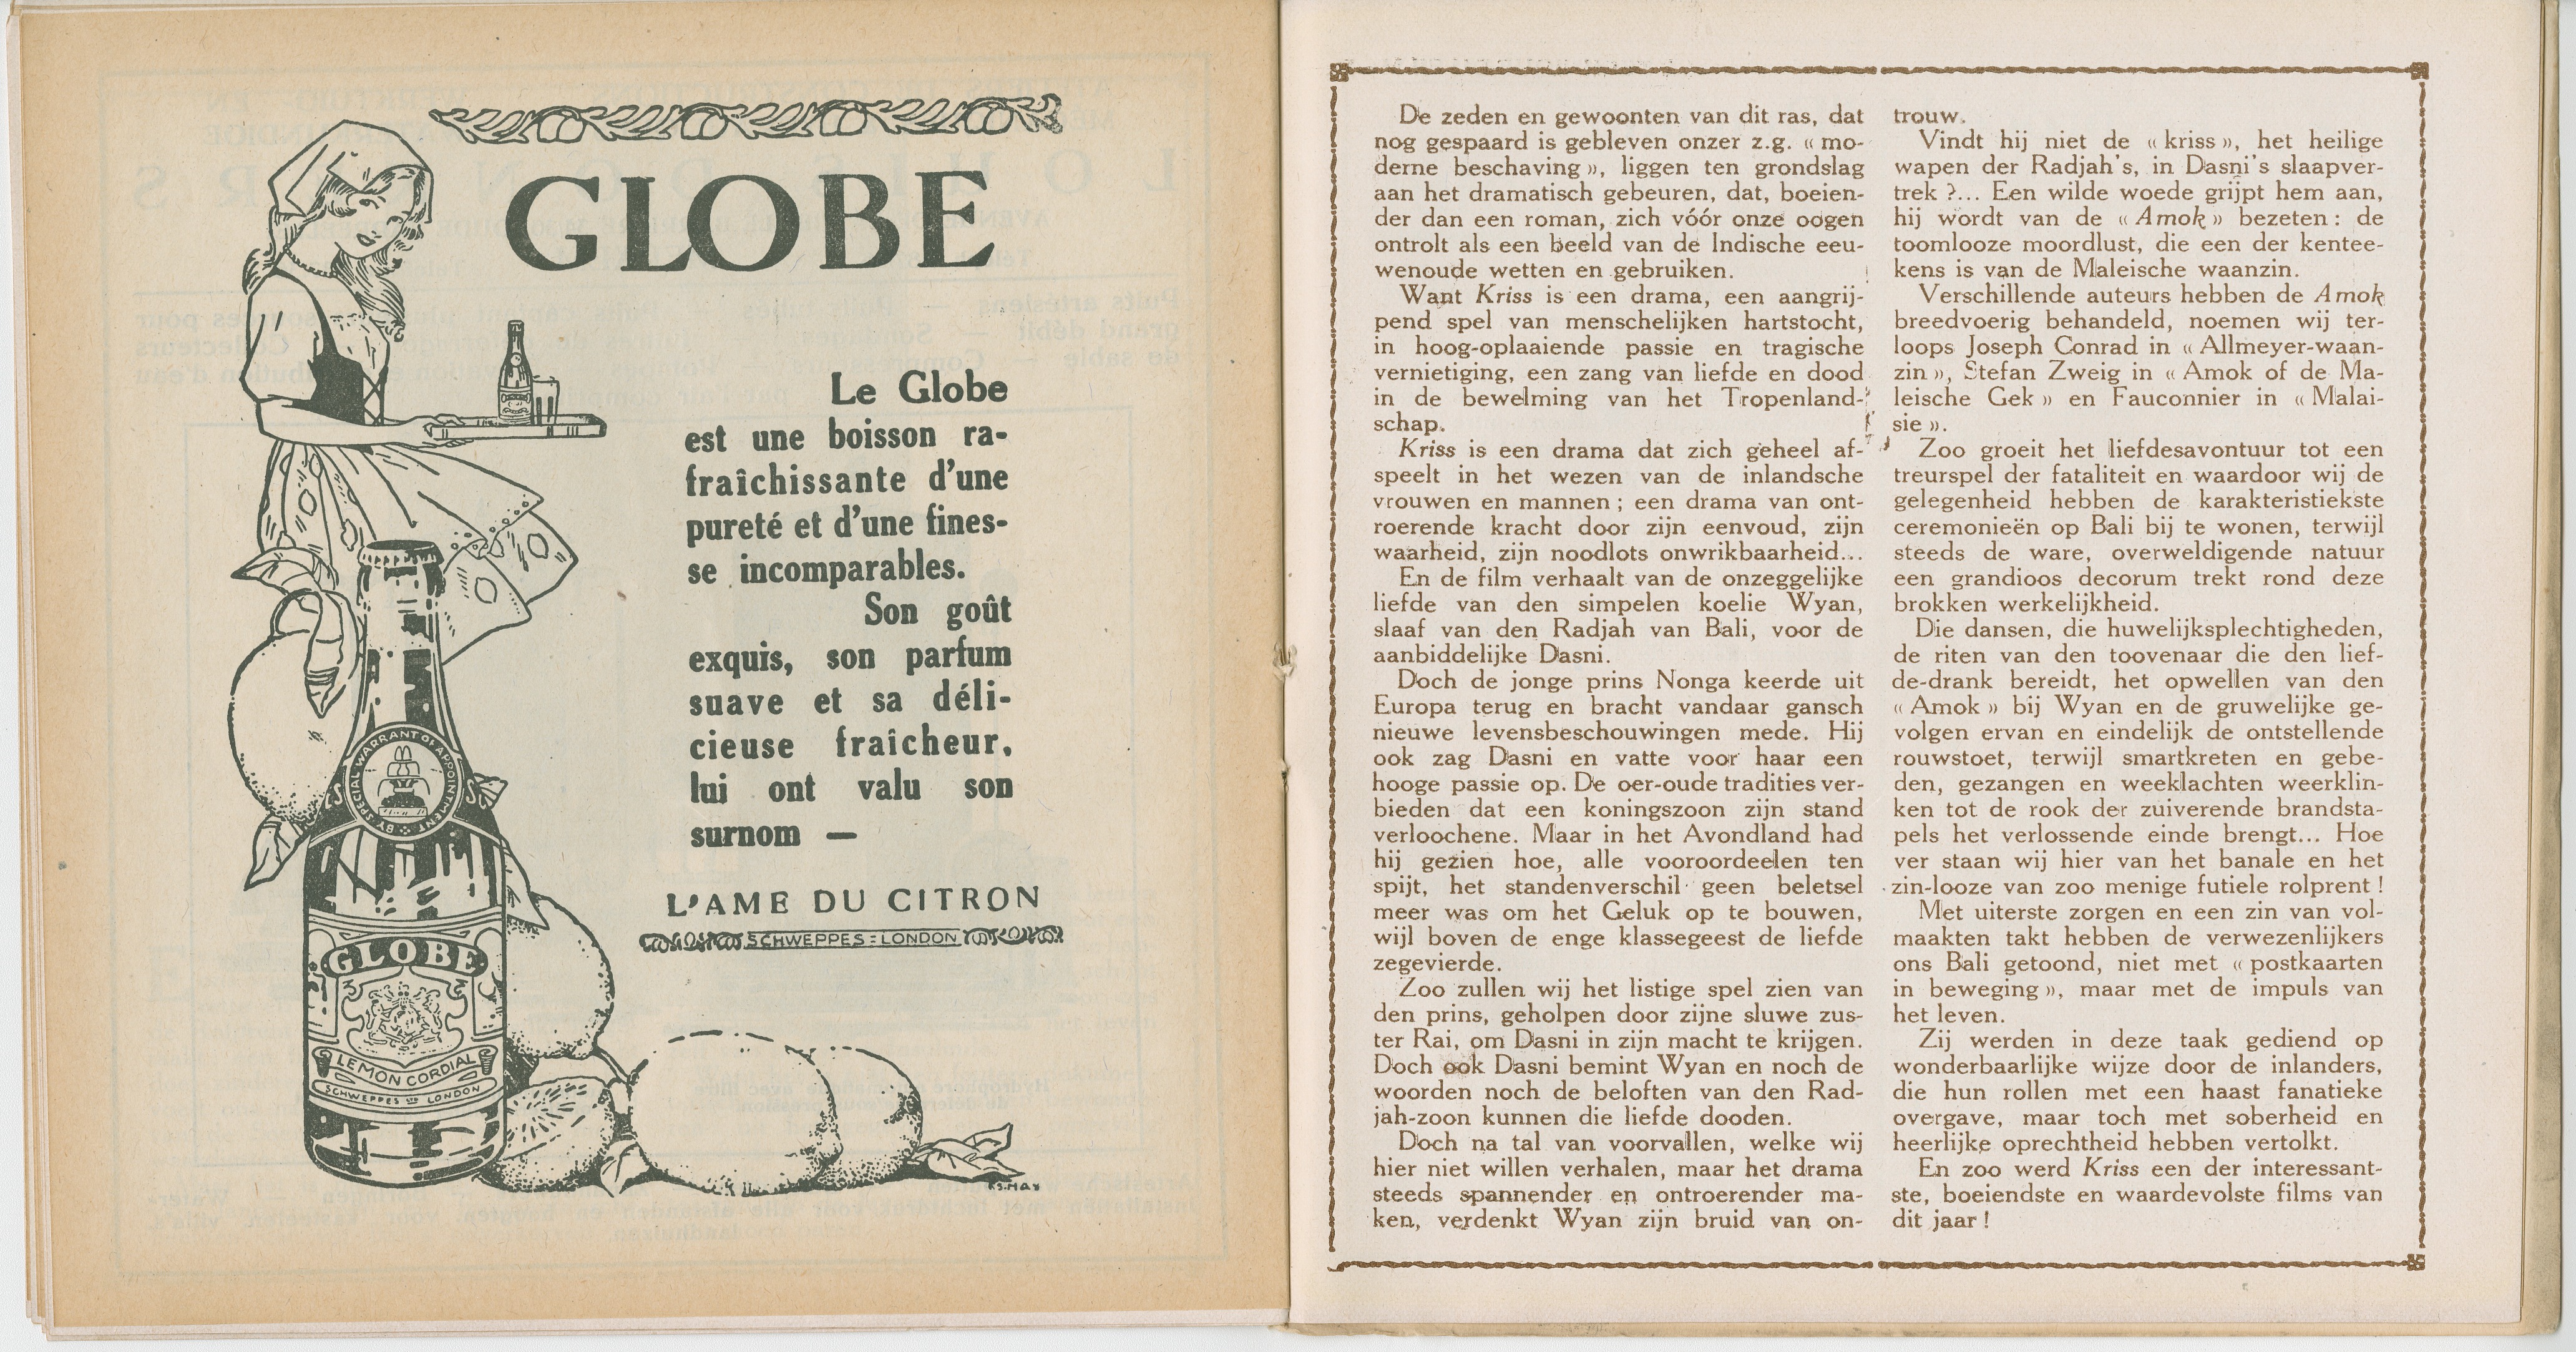 GLOBE
Le Globe
est une boisson ra-
fraîchissante d'une
pureté et d'une fines-
se incomparables.
Son goût
exquis, son parfum
suave et sa déli-
cieuse fraîcheur,
lui ont valu son
surnom —
L'AME DU CITRON
SCHWEPPES = LONDON
BY SPECIAL WARRANT OF APPOINTMENT
GLOBE
LEMON CORDIAL
SCHWEPPES LTD LONDON
De zeden en gewoonten van dit ras, dat
nog gespaard is gebleven onzer z.g. « mo-
derne beschaving », liggen ten grondslag
aan het dramatisch gebeuren, dat, boeien-
der dan een roman, zich vóór onze oogen
ontrolt als een beeld van de Indische eeu-
wenoude wetten en gebruiken.
Want Kriss is een drama, een aangrij-
pend spel van menschelijken hartstocht,
in hoog-oplaaiende passie en tragische
vernietiging, een zang van liefde en dood
in de bewelming van het Tropenland-
schap.
Kriss is een drama dat zich geheel af-
speelt in het wezen van de inlandsche
vrouwen en mannen ; een drama van ont-
roerende kracht door zijn eenvoud, zijn
waarheid, zijn noodlots onwrikbaarheid...
En de film verhaalt van de onzeggelijke
liefde van den simpelen koelie Wyan,
slaaf van den Radjah van Bali, voor de
aanbiddelijke Dasni.
Doch de jonge prins Nonga keerde uit
Europa terug en bracht vandaar gansch
nieuwe levensbeschouwingen mede. Hij
ook zag Dasni en vatte voor haar een
hooge passie op. De oer-oude tradities ver-
bieden dat een koningszoon zijn stand
verloochene. Maar in het Avondland had
hij gezien hoe, alle vooroordeelen ten
spijt, het standenverschil geen beletsel
meer was om het Geluk op te bouwen,
wijl boven de enge klassegeest de liefde
zegevierde.
Zoo zullen wij het listige spel zien van
den prins, geholpen door zijne sluwe zus-
ter Rai, om Dasni in zijn macht te krijgen.
Doch ook Dasni bemint Wyan en noch de
woorden noch de beloften van den Rad-
jah-zoon kunnen die liefde dooden.
Doch na tal van voorvallen, welke wij
hier niet willen verhalen, maar het drama
steeds spannender en ontroerender ma-
ken, verdenkt Wyan zijn bruid van on-
trouw.
Vindt hij niet de « kriss », het heilige
wapen der Radjah's, in Dasni's slaapver-
trek ?... Een wilde woede grijpt hem aan,
hij wordt van de « Amok » bezeten : de
toomlooze moordlust, die een der kentee-
kens is van de Maleische waanzin.
Verschillende auteurs hebben de Amok
breedvoerig behandeld, noemen wij ter-
loops Joseph Conrad in « Allmeyer-waan-
zin », Stefan Zweig in « Amok of de Ma-
leische Gek » en Fauconnier in « Malai-
sie ».
Zoo groeit het liefdesavontuur tot een
treurspel der fataliteit en waardoor wij de
gelegenheid hebben de karakteristiekste
ceremonieën op Bali bij te wonen, terwijl
steeds de ware, overweldigende natuur
een grandioos decorum trekt rond deze
brokken werkelijkheid.
Die dansen, die huwelijksplechtigheden,
de riten van den toovenaar die den lief-
de-drank bereidt, het opwellen van den
« Amok » bij Wyan en de gruwelijke ge-
volgen ervan en eindelijk de ontstellende
rouwstoet, terwijl smartkreten en gebe-
den, gezangen en weeklachten weerklin-
ken tot de rook der zuiverende brandsta-
pels het verlossende einde brengt... Hoe
ver staan wij hier van het banale en het
zin-looze van zoo menige futiele rolprent !
Met uiterste zorgen en een zin van vol-
maakten takt hebben de verwezenlijkers
ons Bali getoond, niet met « postkaarten
in beweging », maar met de impuls van
het leven.
Zij werden in deze taak gediend op
wonderbaarlijke wijze door de inlanders,
die hun rollen met een haast fanatieke
overgave, maar toch met soberheid en
heerlijke oprechtheid hebben vertolkt.
En zoo werd Kriss een der interessant-
ste, boeiendste en waardevolste films van
dit jaar !